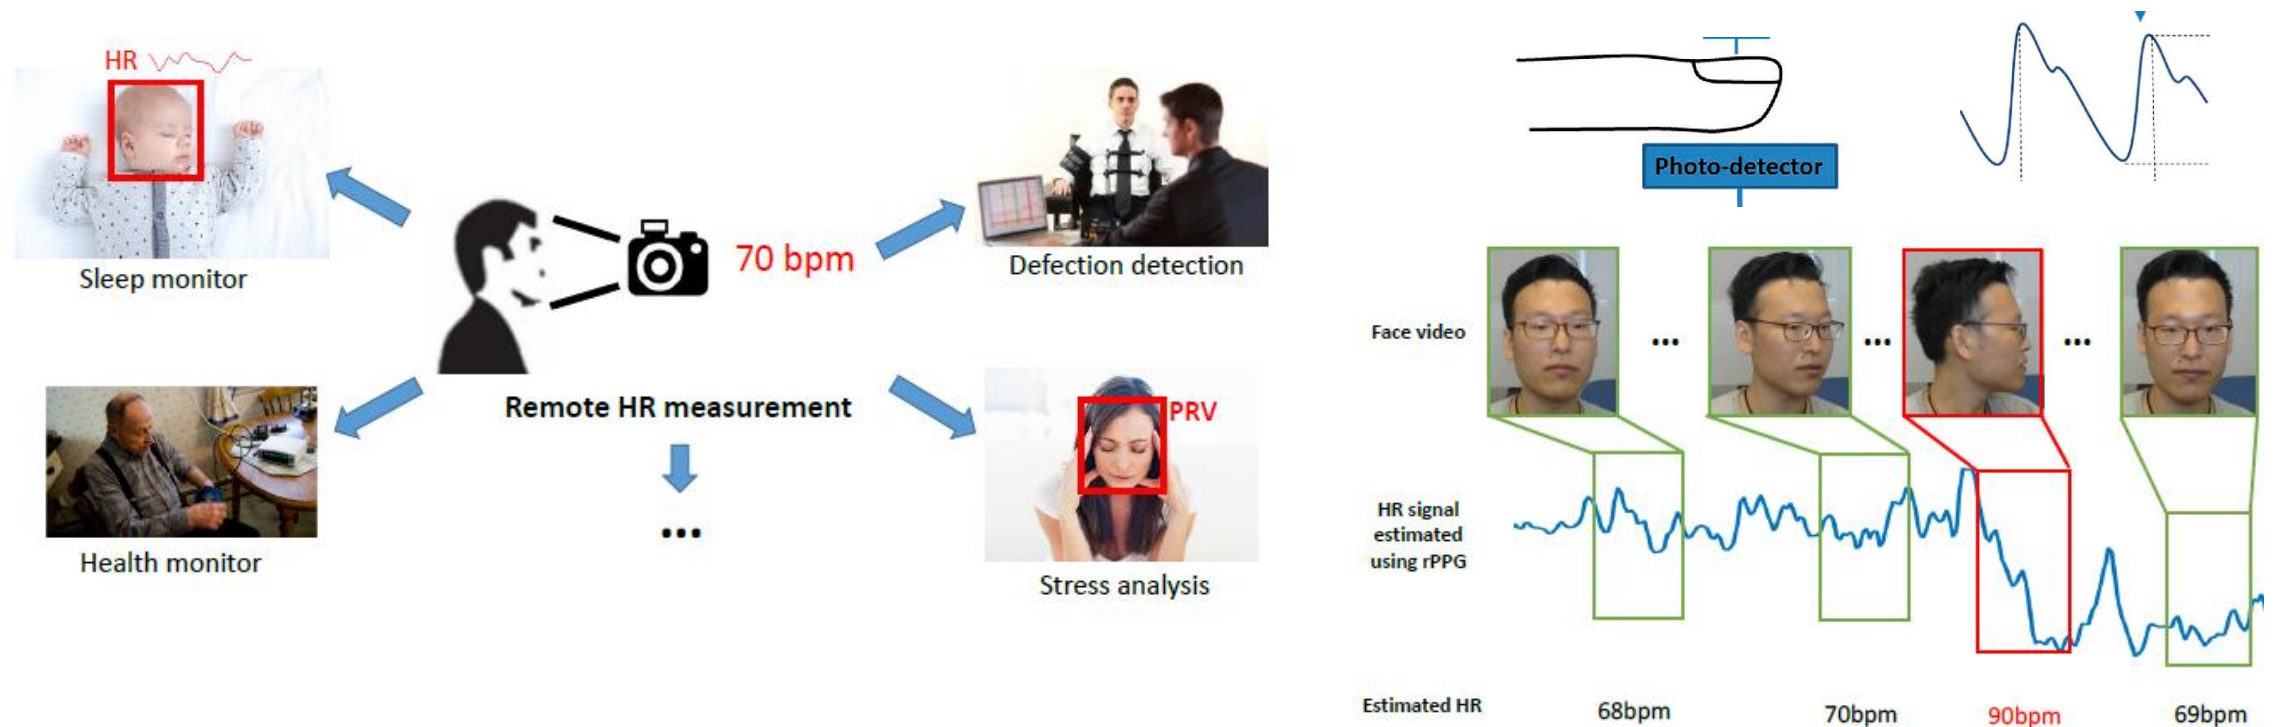 HR
Sleep monitor
70 bpm
Defection detection
Remote HR measurement
...
Health monitor
PRV
Stress analysis
Photo-detector
Face video
...
...
...
HR signal
estimated
using rPPG
Estimated HR
68bpm
70bpm
90bpm
69bpm